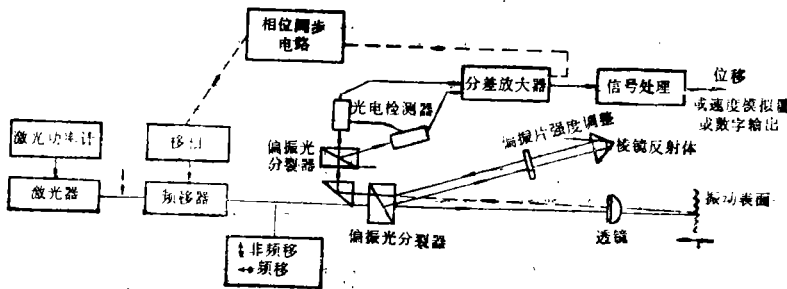 相位同步
电路
分差放大器
信号处理
位移
或速度模拟量
或数字输出
光电检测器
激光功率计
偏振光
分裂器
偏振片强度调整
棱镜反射体
激光器
频移器
振动表面
偏振光分裂器
透镜
非频移
频移